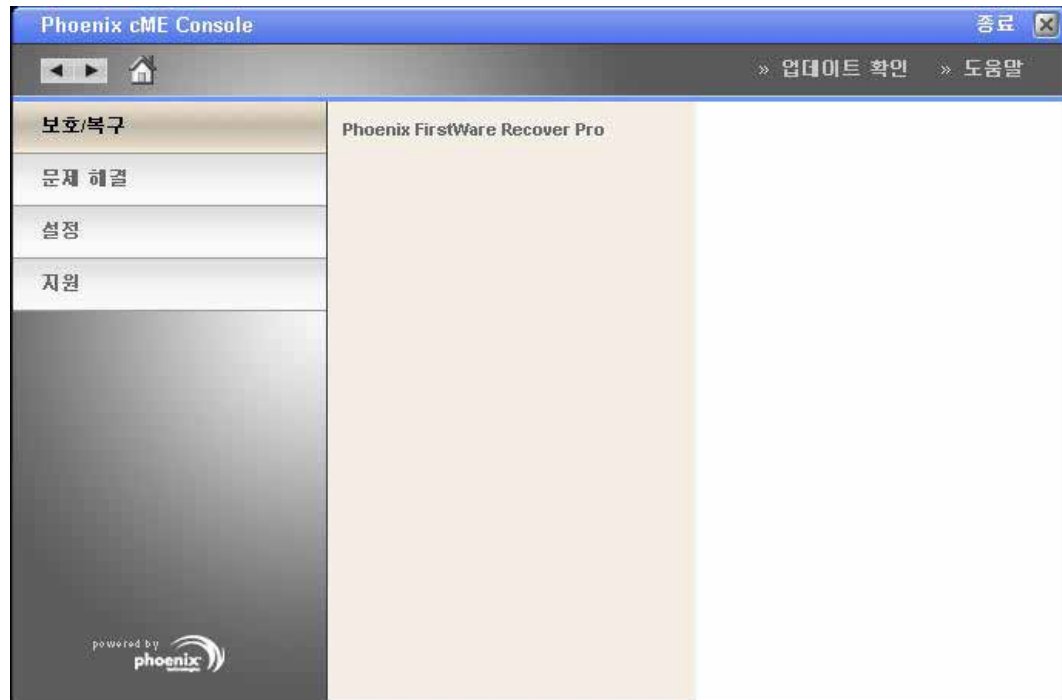 Phoenix cME Console
종료
» 업데이트 확인 » 도움말
보호/복구
Phoenix FirstWare Recover Pro
문제 해결
설정
지원
powered by
phoenix